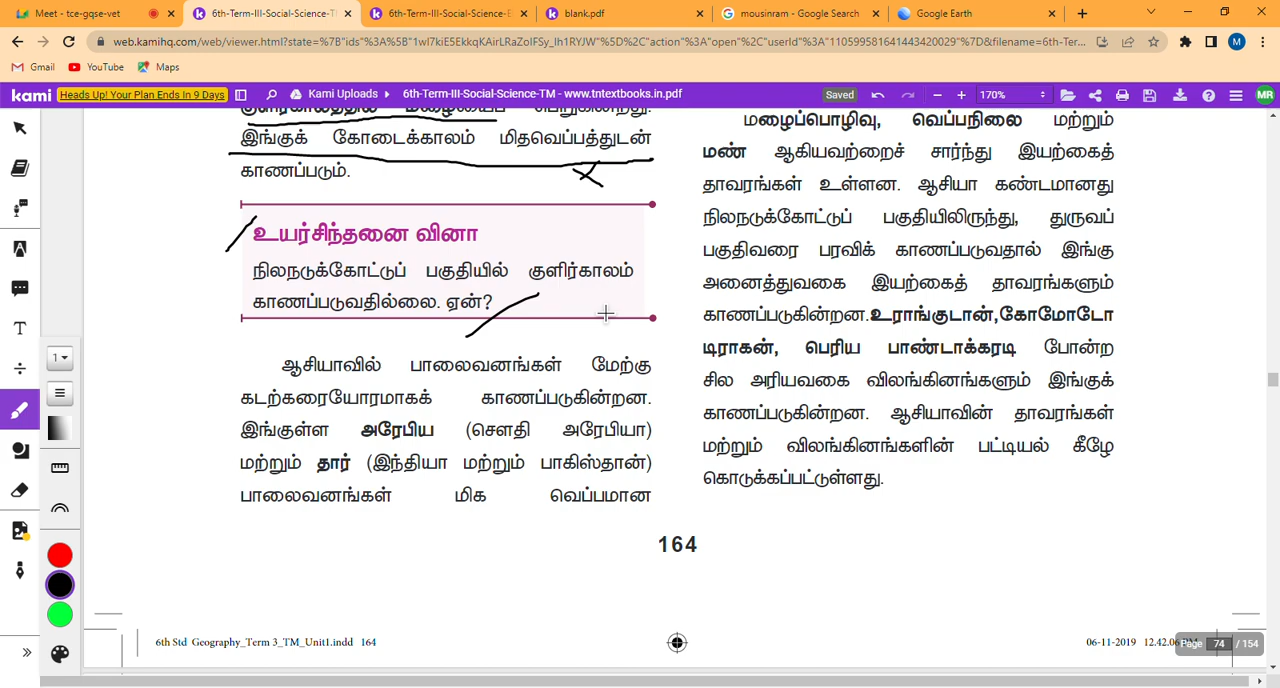 Meet - tce-gqse-vet
6th-Term-III-Social-Science-T
6th-Term-III-Social-Science-E
blank.pdf
mousinram - Google Search
Google Earth
web.kamihq.com/web/viewer.html?state=%7B"ids"%3A%5B"1wl7kiE5EkkqKAirLRaZoIFSy_Ih1RYJW"%5D%2C"action"%3A"open"%2C"userId"%3A"110599581641443420029"%7D&filename=6th-Ter...
Gmail
YouTube
Maps
kami
Heads Up! Your Plan Ends In 9 Days
Kami Uploads
6th-Term-III-Social-Science-TM - www.tntextbooks.in.pdf
Saved
170%
MR
குளிர்காலத்தில் மழையைப் பெறுகின்றது.
இங்குக் கோடைக்காலம் மிதவெப்பத்துடன்
காணப்படும்.
உயர்சிந்தனை வினா
நிலநடுக்கோட்டுப் பகுதியில் குளிர்காலம்
காணப்படுவதில்லை. ஏன்?
ஆசியாவில் பாலைவனங்கள் மேற்கு
கடற்கரையோரமாகக் காணப்படுகின்றன.
இங்குள்ள அரேபிய (சௌதி அரேபியா)
மற்றும் தார் (இந்தியா மற்றும் பாகிஸ்தான்)
பாலைவனங்கள் மிக வெப்பமான
மழைப்பொழிவு, வெப்பநிலை மற்றும்
மண் ஆகியவற்றைச் சார்ந்து இயற்கைத்
தாவரங்கள் உள்ளன. ஆசியா கண்டமானது
நிலநடுக்கோட்டுப் பகுதியிலிருந்து, துருவப்
பகுதிவரை பரவிக் காணப்படுவதால் இங்கு
அனைத்துவகை இயற்கைத் தாவரங்களும்
காணப்படுகின்றன.உராங்குடான்,கோமோடோ
டிராகன், பெரிய பாண்டாக்கரடி போன்ற
சில அரியவகை விலங்கினங்களும் இங்குக்
காணப்படுகின்றன. ஆசியாவின் தாவரங்கள்
மற்றும் விலங்கினங்களின் பட்டியல் கீழே
கொடுக்கப்பட்டுள்ளது.
164
6th Std Geography_Term 3_TM_Unit1.indd 164
06-11-2019 12.42.06
Page 74 / 154